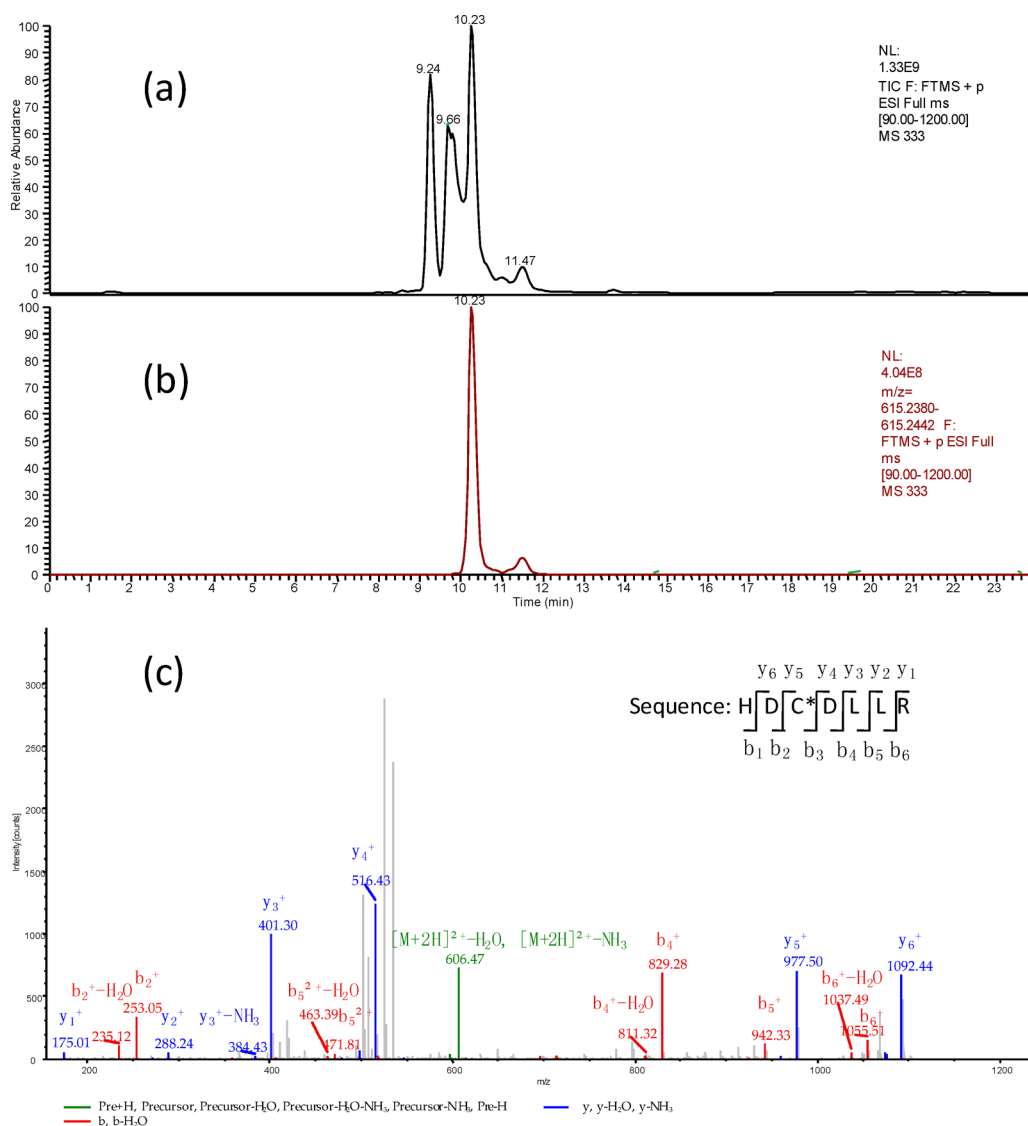 10.23
100
90
80
70
60
50
40
30
20
10
0
Relative Abundance
(a)
9.24
9.66
11.47
NL:
1.33E9
TIC F: FTMS + p
ESI Full ms
[90.00-1200.00]
MS 333
10.23
100
90
80
70
60
50
40
30
20
10
0
(b)
NL:
4.04E8
m/z=
615.2380-
615.2442 F:
FTMS + p ESI Full
ms
[90.00-1200.00]
MS 333
0 1 2 3 4 5 6 7 8 9 10 11 12 13 14 15 16 17 18 19 20 21 22 23
Time (min)
(c)
y₆ y₅ y₄ y₃ y₂ y₁
Sequence: H D C* D L L R
b₁ b₂ b₃ b₄ b₅ b₆
3000
2500
2000
1500
1000
500
0
Intensity [counts]
y₄⁺
516.43
y₃⁺
401.30
[M+2H]²⁺-H₂O, [M+2H]²⁺-NH₃
606.47
b₄⁺
829.28
y₅⁺
977.50
y₆⁺
1092.44
b₂⁺-H₂O
235.12
b₂⁺
253.05
b₅²⁺-H₂O
463.39
b₅²⁺
471.81
b₄⁺-H₂O
811.32
b₅⁺
942.33
b₆⁺-H₂O
1037.49
b₆⁺
1055.51
y₁⁺
175.01
y₂⁺
288.24
y₃⁺-NH₃
384.43
200 400 600 800 1000 1200
m/z
Pre+H, Precursor, Precursor-H₂O, Precursor-H₂O-NH₃, Precursor-NH₃, Pre-H
y, y-H₂O, y-NH₃
b, b-H₂O